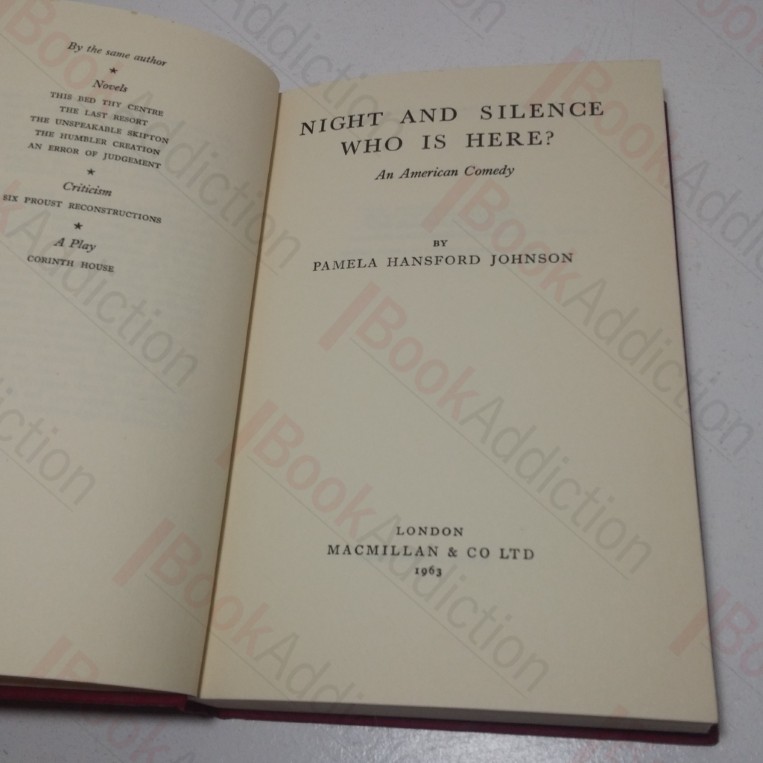 By the same author
★
Novels
THIS BED THY CENTRE
THE LAST RESORT
THE UNSPEAKABLE SKIPTON
THE HUMBLER CREATION
AN ERROR OF JUDGEMENT
★
Criticism
SIX PROUST RECONSTRUCTIONS
★
A Play
CORINTH HOUSE
NIGHT AND SILENCE
WHO IS HERE?
An American Comedy
BY
PAMELA HANSFORD JOHNSON
LONDON
MACMILLAN & CO LTD
1963
BookAddiction